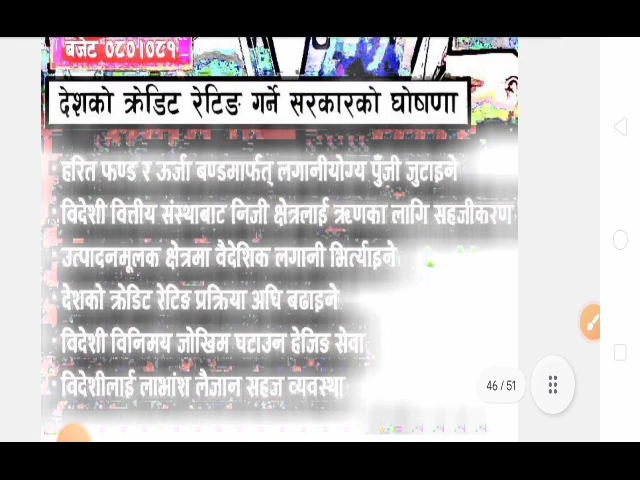 बजेट ०८०।०८१
देशको क्रेडिट रेटिङ गर्ने सरकारको घोषणा
हरित फण्ड र ऊर्जा बण्डमार्फत् लगानीयोग्य पुँजी जुटाइने
विदेशी वित्तीय संस्थाबाट निजी क्षेत्रलाई ऋणका लागि सहजीकरण
उत्पादनमूलक क्षेत्रमा वैदेशिक लगानी भित्र्याइने
देशको क्रेडिट रेटिङ प्रक्रिया अघि बढाइने
विदेशी विनिमय जोखिम घटाउन हेजिङ सेवा
विदेशीलाई लाभांश लैजान सहज व्यवस्था
46 / 51